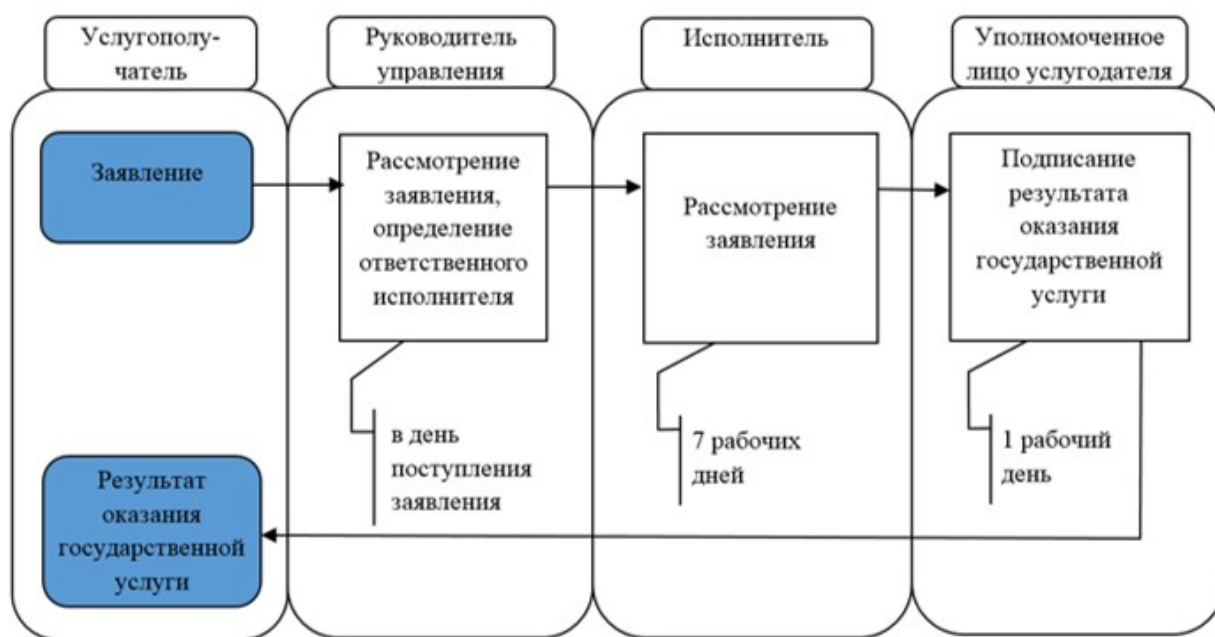 Услугополу-
чатель
Руководитель
управления
Исполнитель
Уполномоченное
лицо услугодателя
Заявление
Рассмотрение
заявления,
определение
ответственного
исполнителя
Рассмотрение
заявления
Подписание
результата
оказания
государственной
услуги
в день
поступления
заявления
7 рабочих
дней
1 рабочий
день
Результат
оказания
государственной
услуги